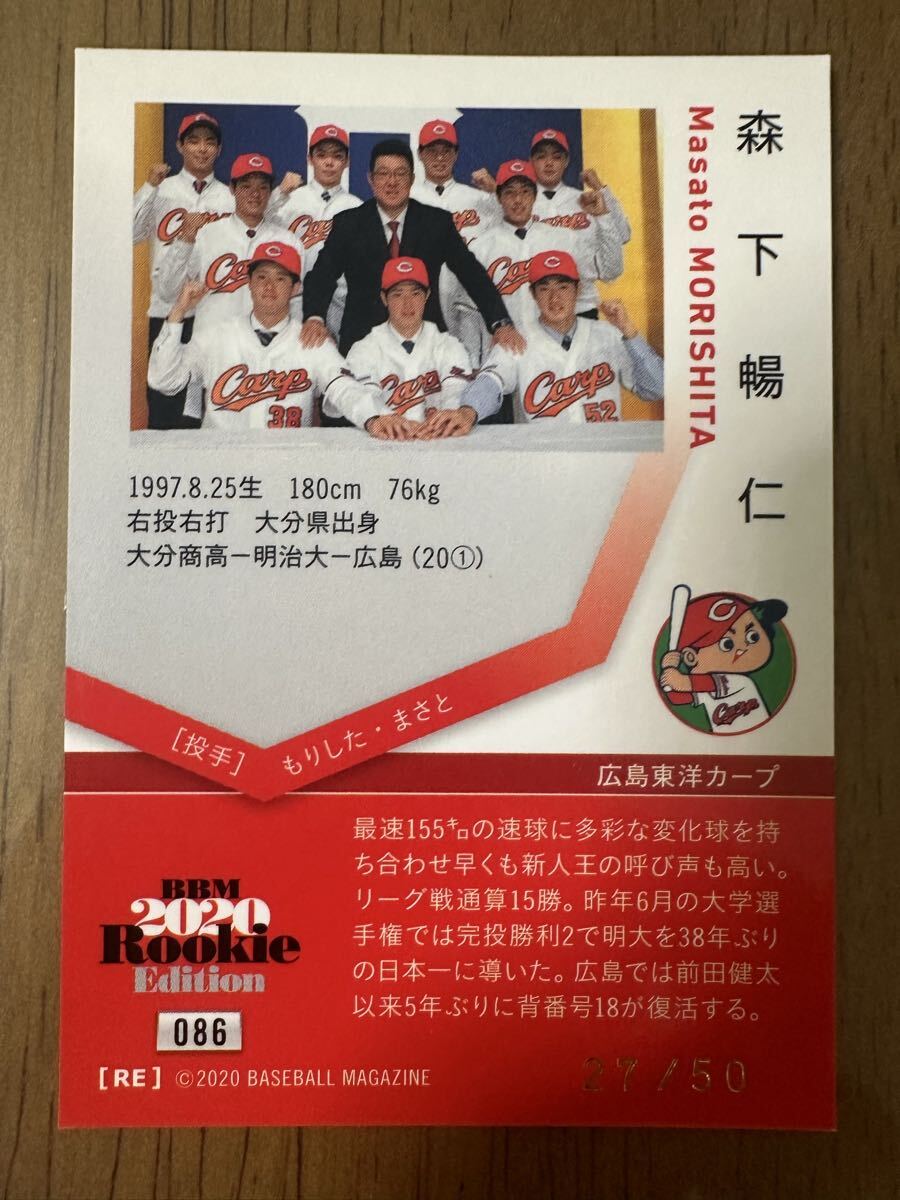 森下暢仁
Masato MORISHITA
Carp
Carp
Carp
Carp
Carp
38
Carp
Carp
52
1997.8.25生 180cm 76kg
右投右打 大分県出身
大分商高ー明治大ー広島（20①）
Carp
［投手］ もりした・まさと
広島東洋カープ
最速155㌔の速球に多彩な変化球を持
ち合わせ早くも新人王の呼び声も高い。
リーグ戦通算15勝。昨年6月の大学選
手権では完投勝利2で明大を38年ぶり
の日本一に導いた。広島では前田健太
以来5年ぶりに背番号18が復活する。
BBM
2020
Rookie
Edition
086
27/50
[RE] ©2020 BASEBALL MAGAZINE